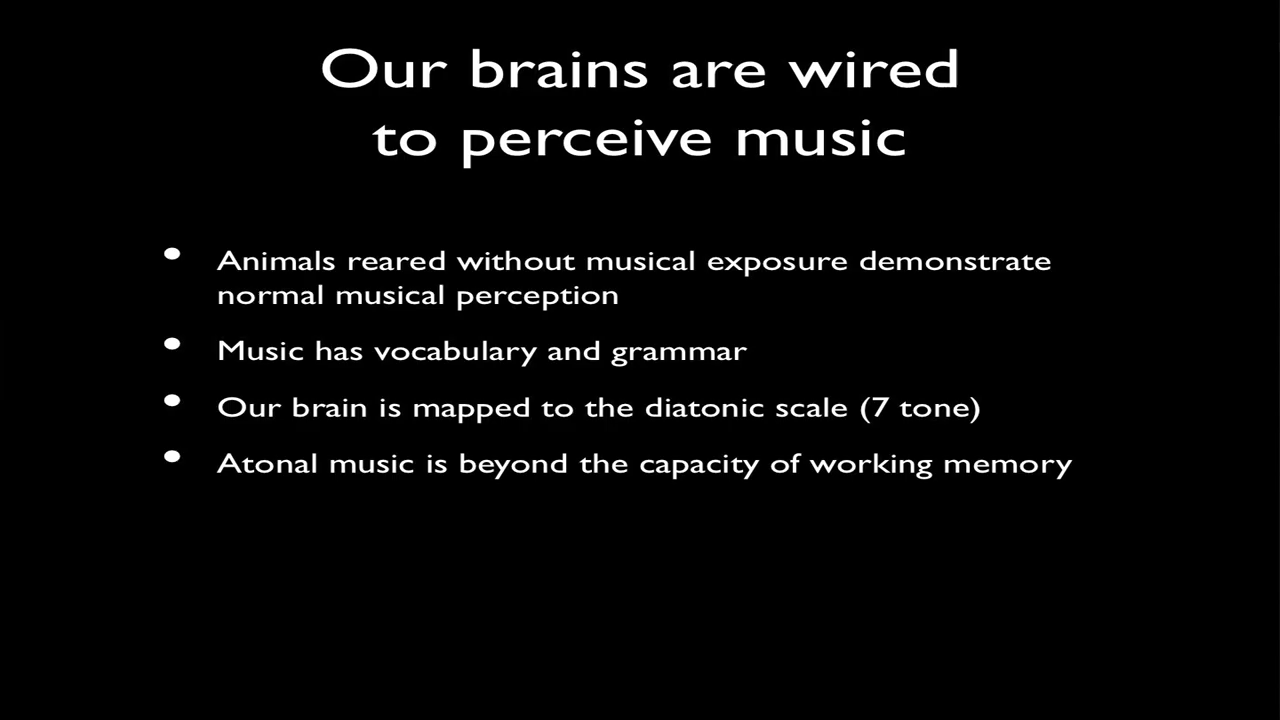 Our brains are wired
to perceive music
• Animals reared without musical exposure demonstrate
normal musical perception
• Music has vocabulary and grammar
• Our brain is mapped to the diatonic scale (7 tone)
• Atonal music is beyond the capacity of working memory